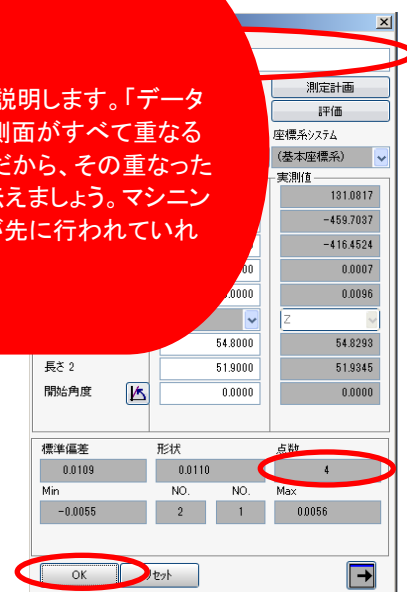 測定計画
評価
説明します。「データ
側面がすべて重なる
だから、その重なった
伝えましょう。マシニン
が先に行われていれ
座標系システム
(基本座標系)
実測値
131.0817
-459.7037
-416.4524
00 0.0007
.0000 0.0096
Z
54.8000 54.8293
長さ 2 51.9000 51.9345
開始角度 0.0000 0.0000
標準偏差 形状 点数
0.0109 0.0110 4
Min NO. NO. Max
-0.0055 2 1 0.0056
OK リセット